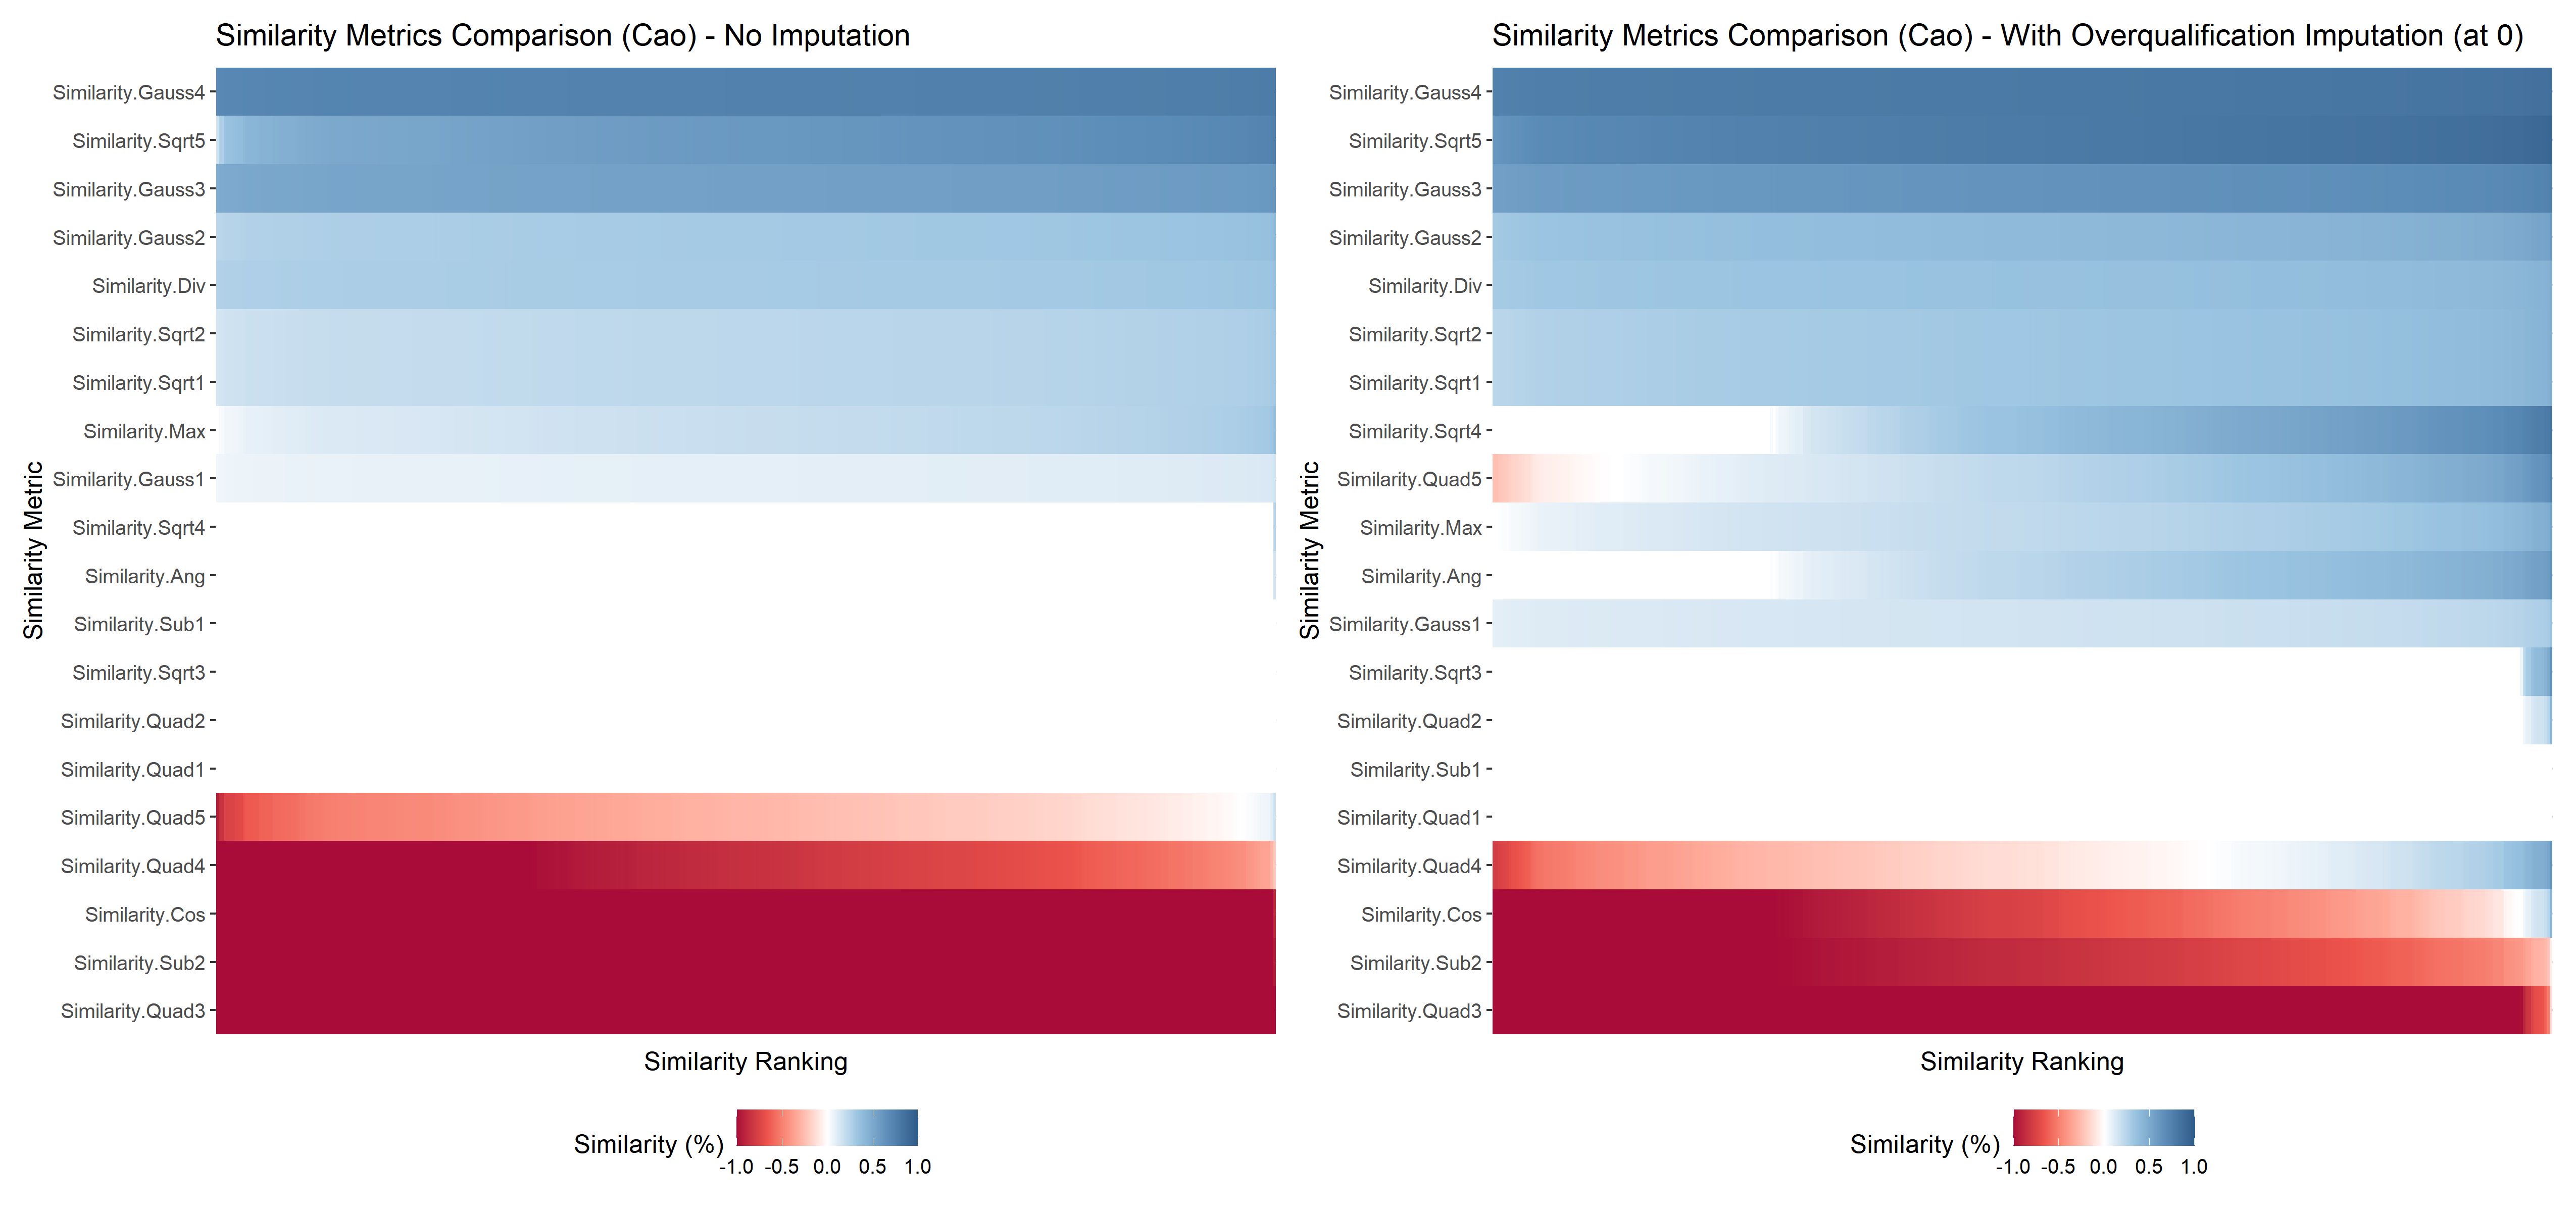 Similarity Metrics Comparison (Cao) - No Imputation
Similarity Metric
Similarity.Gauss4
Similarity.Sqrt5
Similarity.Gauss3
Similarity.Gauss2
Similarity.Div
Similarity.Sqrt2
Similarity.Sqrt1
Similarity.Max
Similarity.Gauss1
Similarity.Sqrt4
Similarity.Ang
Similarity.Sub1
Similarity.Sqrt3
Similarity.Quad2
Similarity.Quad1
Similarity.Quad5
Similarity.Quad4
Similarity.Cos
Similarity.Sub2
Similarity.Quad3
Similarity Ranking
Similarity (%)
-1.0 -0.5 0.0 0.5 1.0
Similarity Metrics Comparison (Cao) - With Overqualification Imputation (at 0)
Similarity Metric
Similarity.Gauss4
Similarity.Sqrt5
Similarity.Gauss3
Similarity.Gauss2
Similarity.Div
Similarity.Sqrt2
Similarity.Sqrt1
Similarity.Sqrt4
Similarity.Quad5
Similarity.Max
Similarity.Ang
Similarity.Gauss1
Similarity.Sqrt3
Similarity.Quad2
Similarity.Sub1
Similarity.Quad1
Similarity.Quad4
Similarity.Cos
Similarity.Sub2
Similarity.Quad3
Similarity Ranking
Similarity (%)
-1.0 -0.5 0.0 0.5 1.0